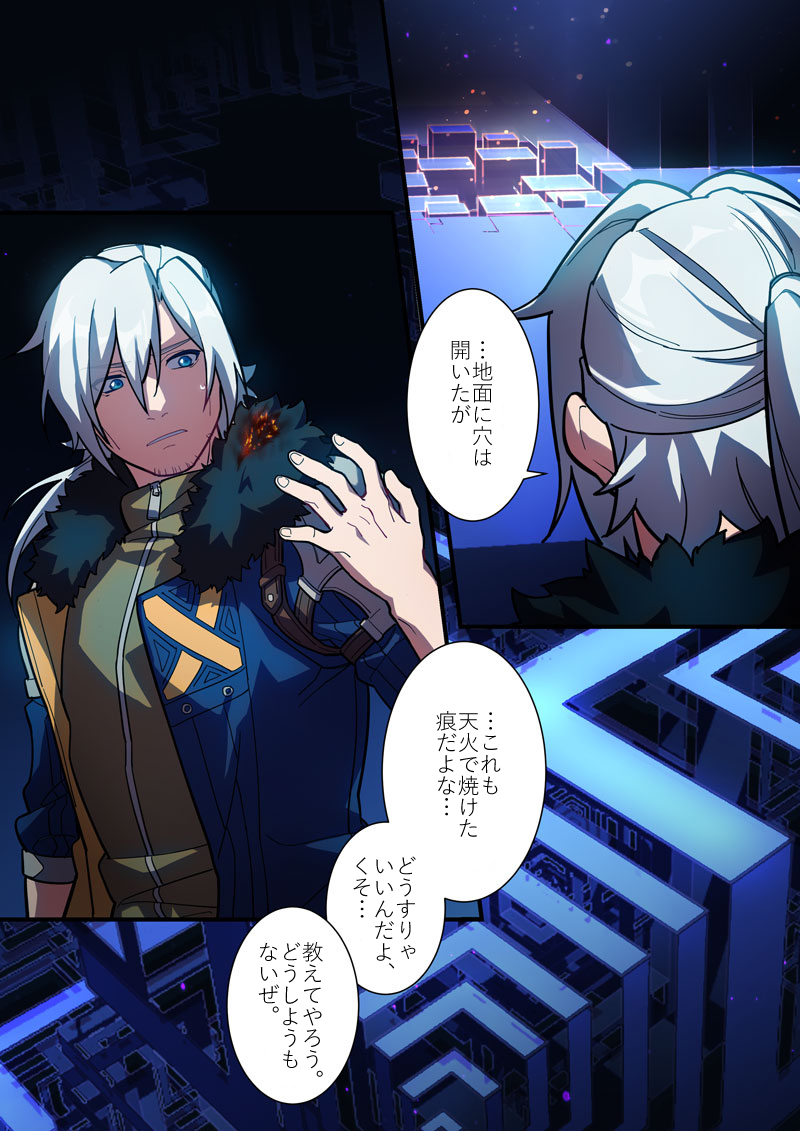 …地面に穴は
開いたが
…これも
天火で焼けた
痕だよな…
どうすりゃ
いいんだよ、
くそ…
教えてやろう。
どうしようも
ないぜ。